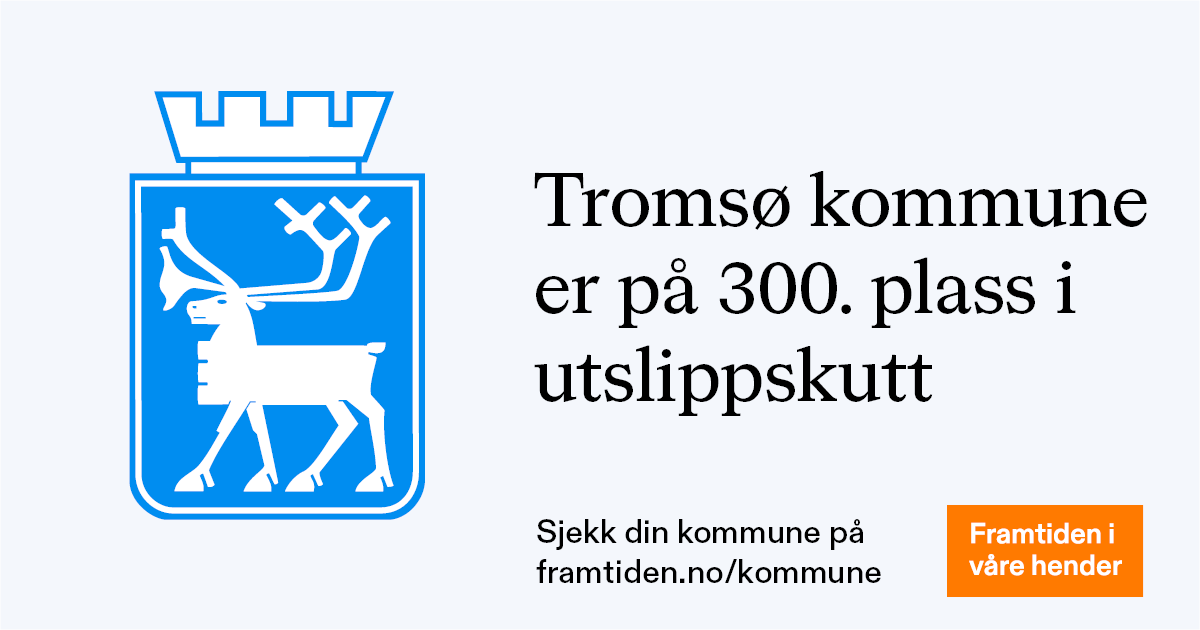 Tromsø kommune
er på 300. plass i
utslippskutt
Sjekk din kommune på
framtiden.no/kommune
Framtiden i
våre hender